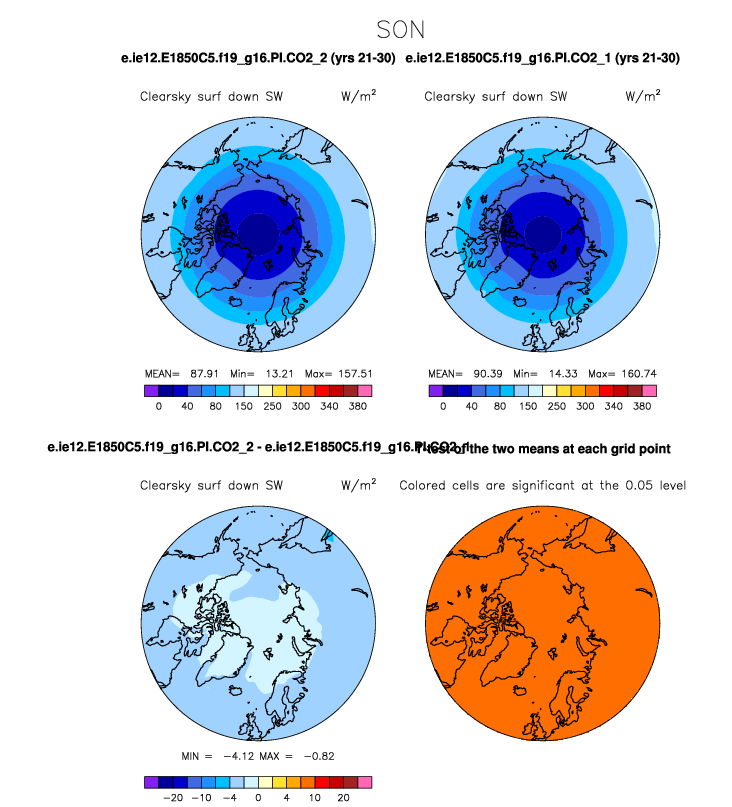 SON
e.ie12.E1850C5.f19_g16.PI.CO2_2 (yrs 21-30) e.ie12.E1850C5.f19_g16.PI.CO2_1 (yrs 21-30)
Clearsky surf down SW W/m² Clearsky surf down SW W/m²
MEAN= 87.91 Min= 13.21 Max= 157.51 MEAN= 90.39 Min= 14.33 Max= 160.74
0 40 80 150 250 300 340 380 0 40 80 150 250 300 340 380
e.ie12.E1850C5.f19_g16.PI.CO2_2 - e.ie12.E1850C5.f19_g16.PI.CO2_1 T-test of the two means at each grid point
Clearsky surf down SW W/m² Colored cells are significant at the 0.05 level
MIN = -4.12 MAX = -0.82
-20 -10 -4 0 4 10 20